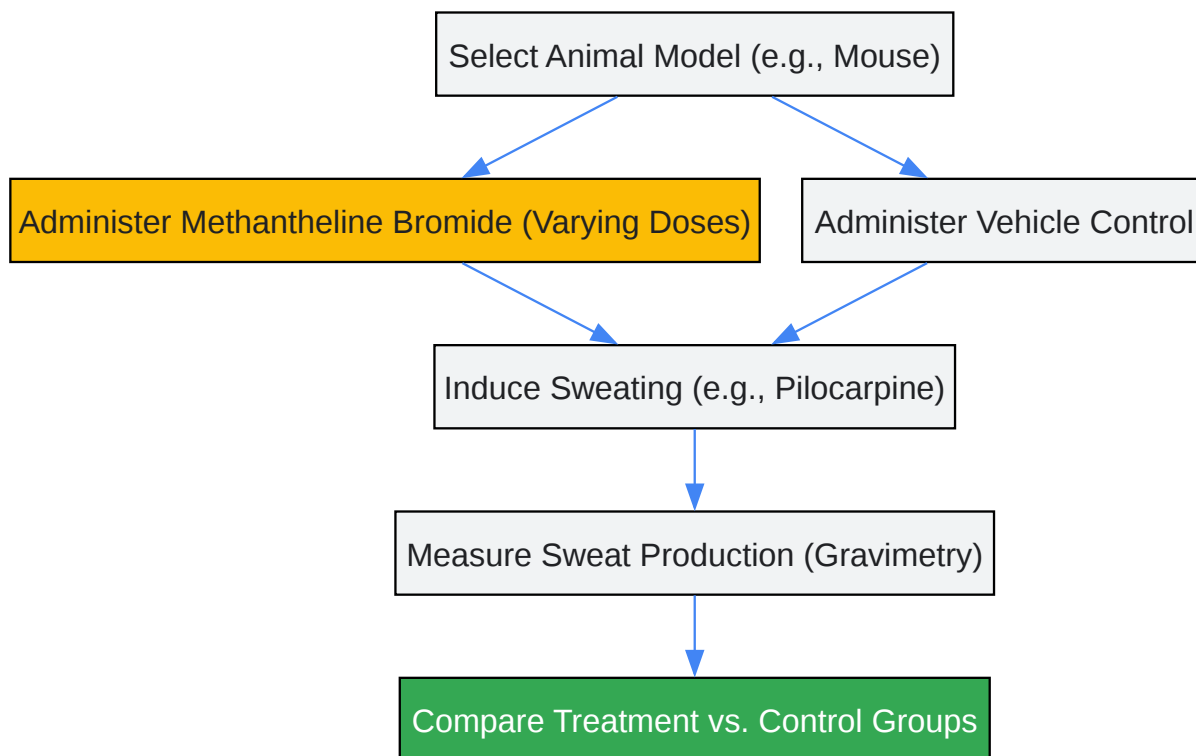 Select Animal Model (e.g., Mouse)
Administer Methantheline Bromide (Varying Doses)
Administer Vehicle Control
Induce Sweating (e.g., Pilocarpine)
Measure Sweat Production (Gravimetry)
Compare Treatment vs. Control Groups